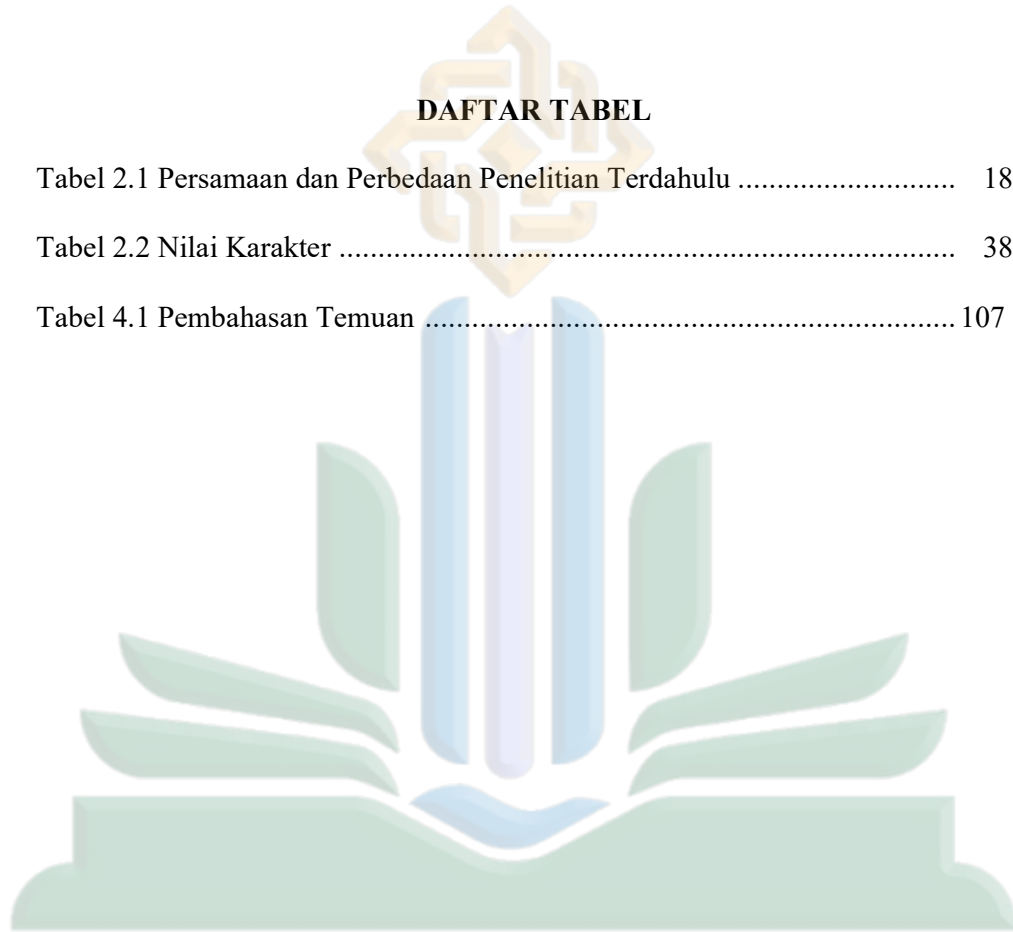 DAFTAR TABEL
Tabel 2.1 Persamaan dan Perbedaan Penelitian Terdahulu ............................ 18
Tabel 2.2 Nilai Karakter ............................................................................... 38
Tabel 4.1 Pembahasan Temuan .................................................................... 107